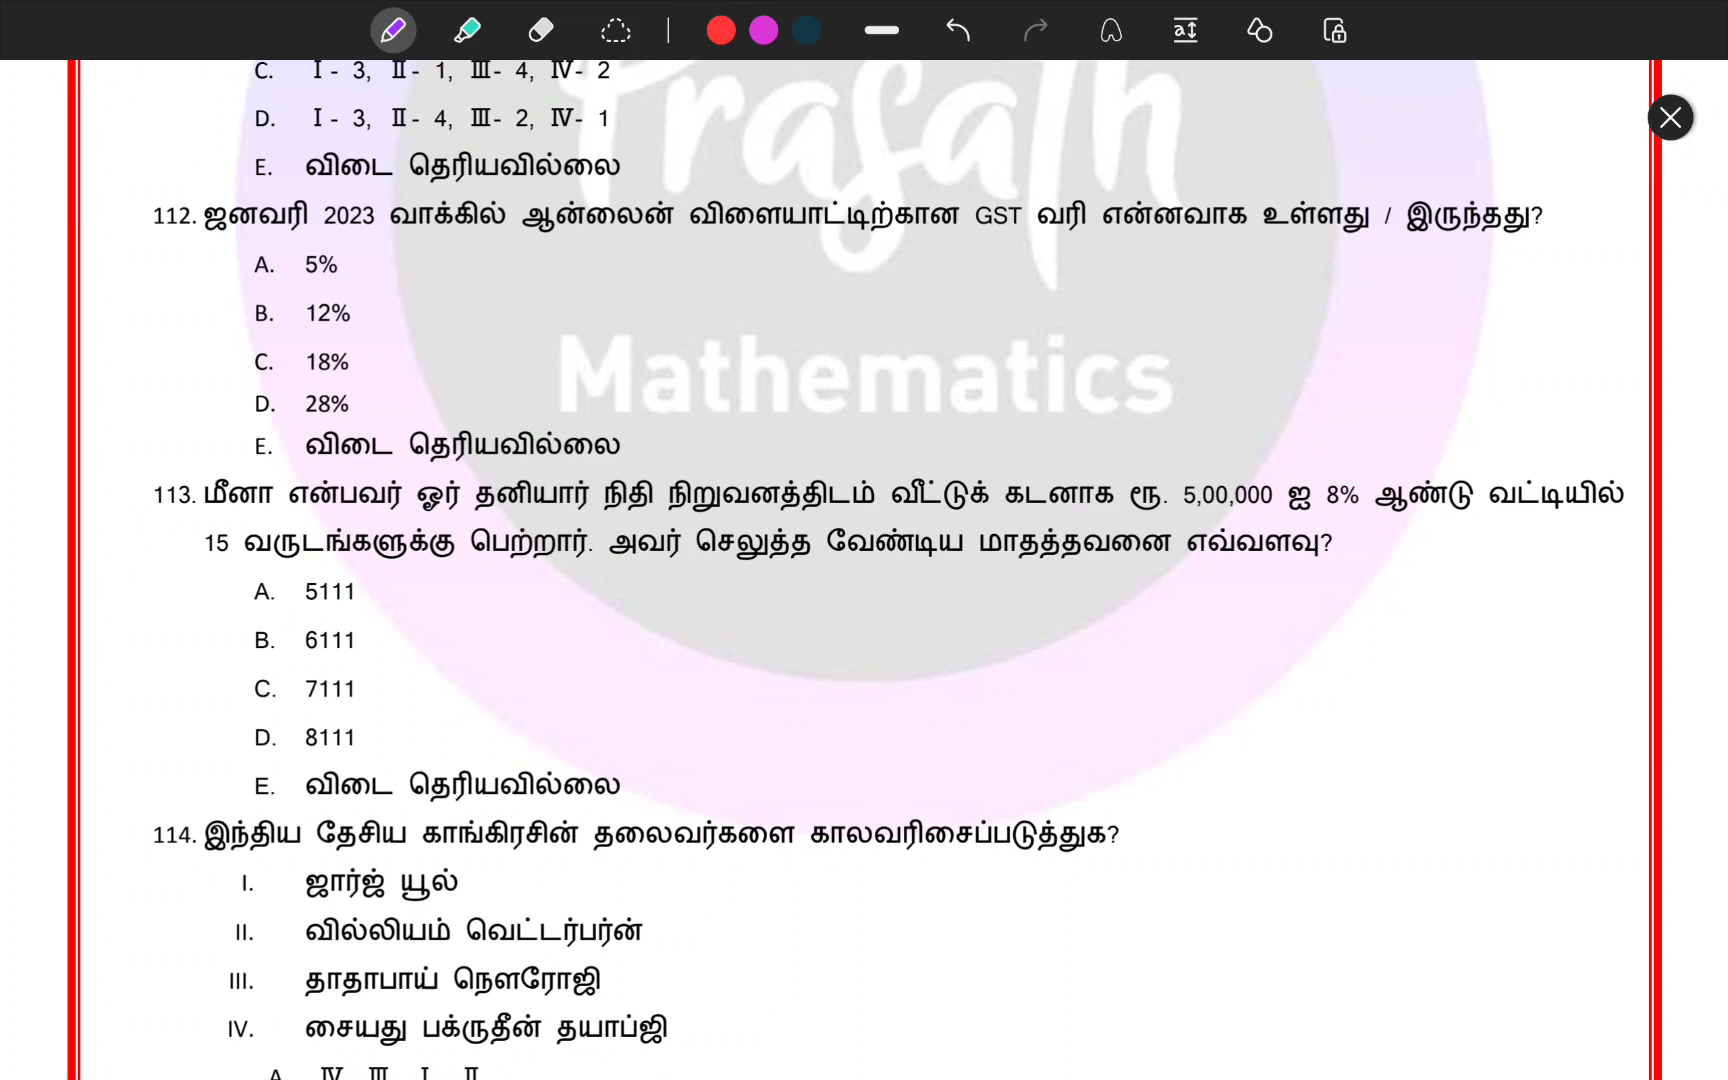 C. Ⅰ - 3, Ⅱ - 1, Ⅲ - 4, Ⅳ - 2
D. Ⅰ - 3, Ⅱ - 4, Ⅲ - 2, Ⅳ - 1
E. விடை தெரியவில்லை
112. ஜனவரி 2023 வாக்கில் ஆன்லைன் விளையாட்டிற்கான GST வரி என்னவாக உள்ளது / இருந்தது?
A. 5%
B. 12%
C. 18%
D. 28%
E. விடை தெரியவில்லை
113. மீனா என்பவர் ஓர் தனியார் நிதி நிறுவனத்திடம் வீட்டுக் கடனாக ரூ. 5,00,000 ஐ 8% ஆண்டு வட்டியில்
15 வருடங்களுக்கு பெற்றார். அவர் செலுத்த வேண்டிய மாதத்தவனை எவ்வளவு?
A. 5111
B. 6111
C. 7111
D. 8111
E. விடை தெரியவில்லை
114. இந்திய தேசிய காங்கிரசின் தலைவர்களை காலவரிசைப்படுத்துக?
I. ஜார்ஜ் யூல்
II. வில்லியம் வெட்டர்பர்ன்
III. தாதாபாய் நௌரோஜி
IV. சையது பக்ருதீன் தயாப்ஜி
A. Ⅳ Ⅲ Ⅰ Ⅱ
Prasath
Mathematics